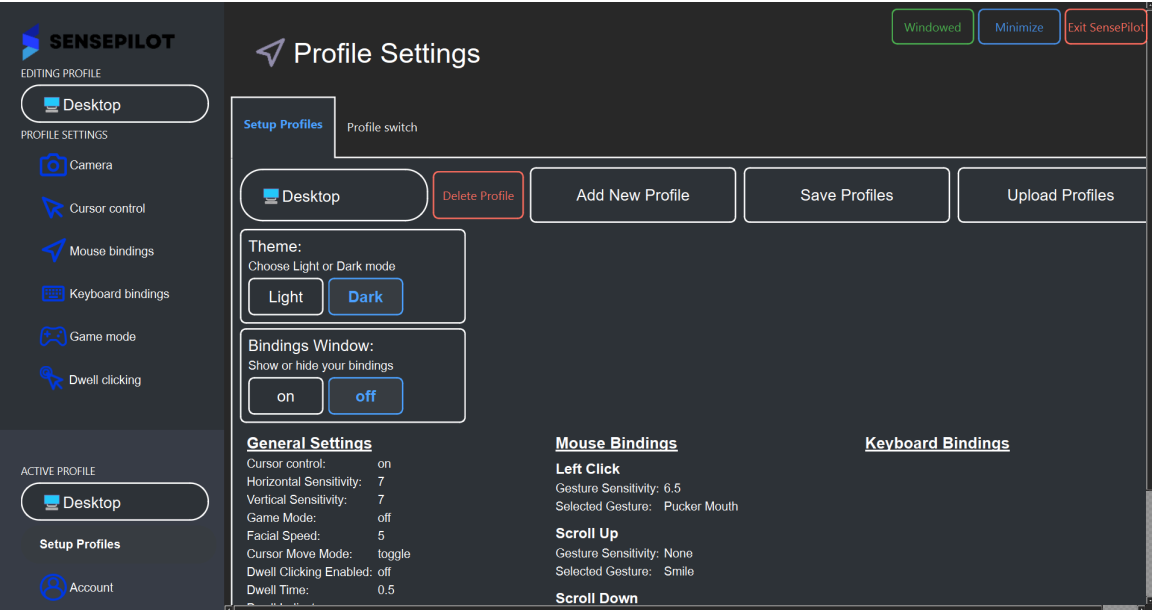 SENSEPILOT
EDITING PROFILE
Desktop
PROFILE SETTINGS
Camera
Cursor control
Mouse bindings
Keyboard bindings
Game mode
Dwell clicking
ACTIVE PROFILE
Desktop
Setup Profiles
Account
Windowed Minimize Exit SensePilot
Profile Settings
Setup Profiles Profile switch
Desktop Delete Profile Add New Profile Save Profiles Upload Profiles
Theme:
Choose Light or Dark mode
Light Dark
Bindings Window:
Show or hide your bindings
on off
General Settings
Cursor control: on
Horizontal Sensitivity: 7
Vertical Sensitivity: 7
Game Mode: off
Facial Speed: 5
Cursor Move Mode: toggle
Dwell Clicking Enabled: off
Dwell Time: 0.5
Mouse Bindings
Left Click
Gesture Sensitivity: 6.5
Selected Gesture: Pucker Mouth
Scroll Up
Gesture Sensitivity: None
Selected Gesture: Smile
Scroll Down
Keyboard Bindings